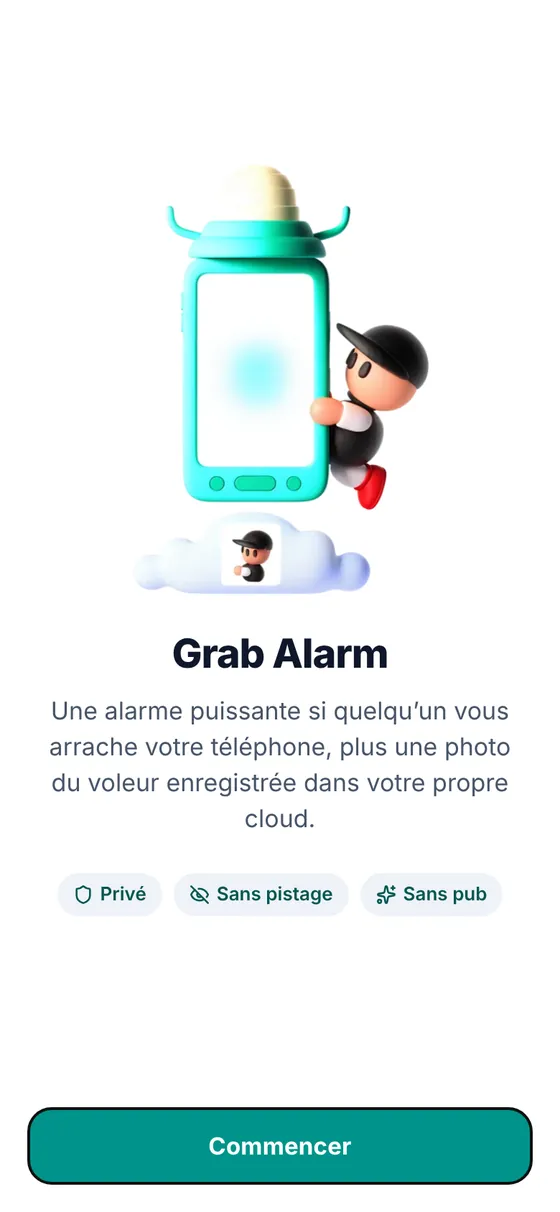 Grab Alarm
Une alarme puissante si quelqu’un vous
arrache votre téléphone, plus une photo
du voleur enregistrée dans votre propre
cloud.
Privé
Sans pistage
Sans pub
Commencer